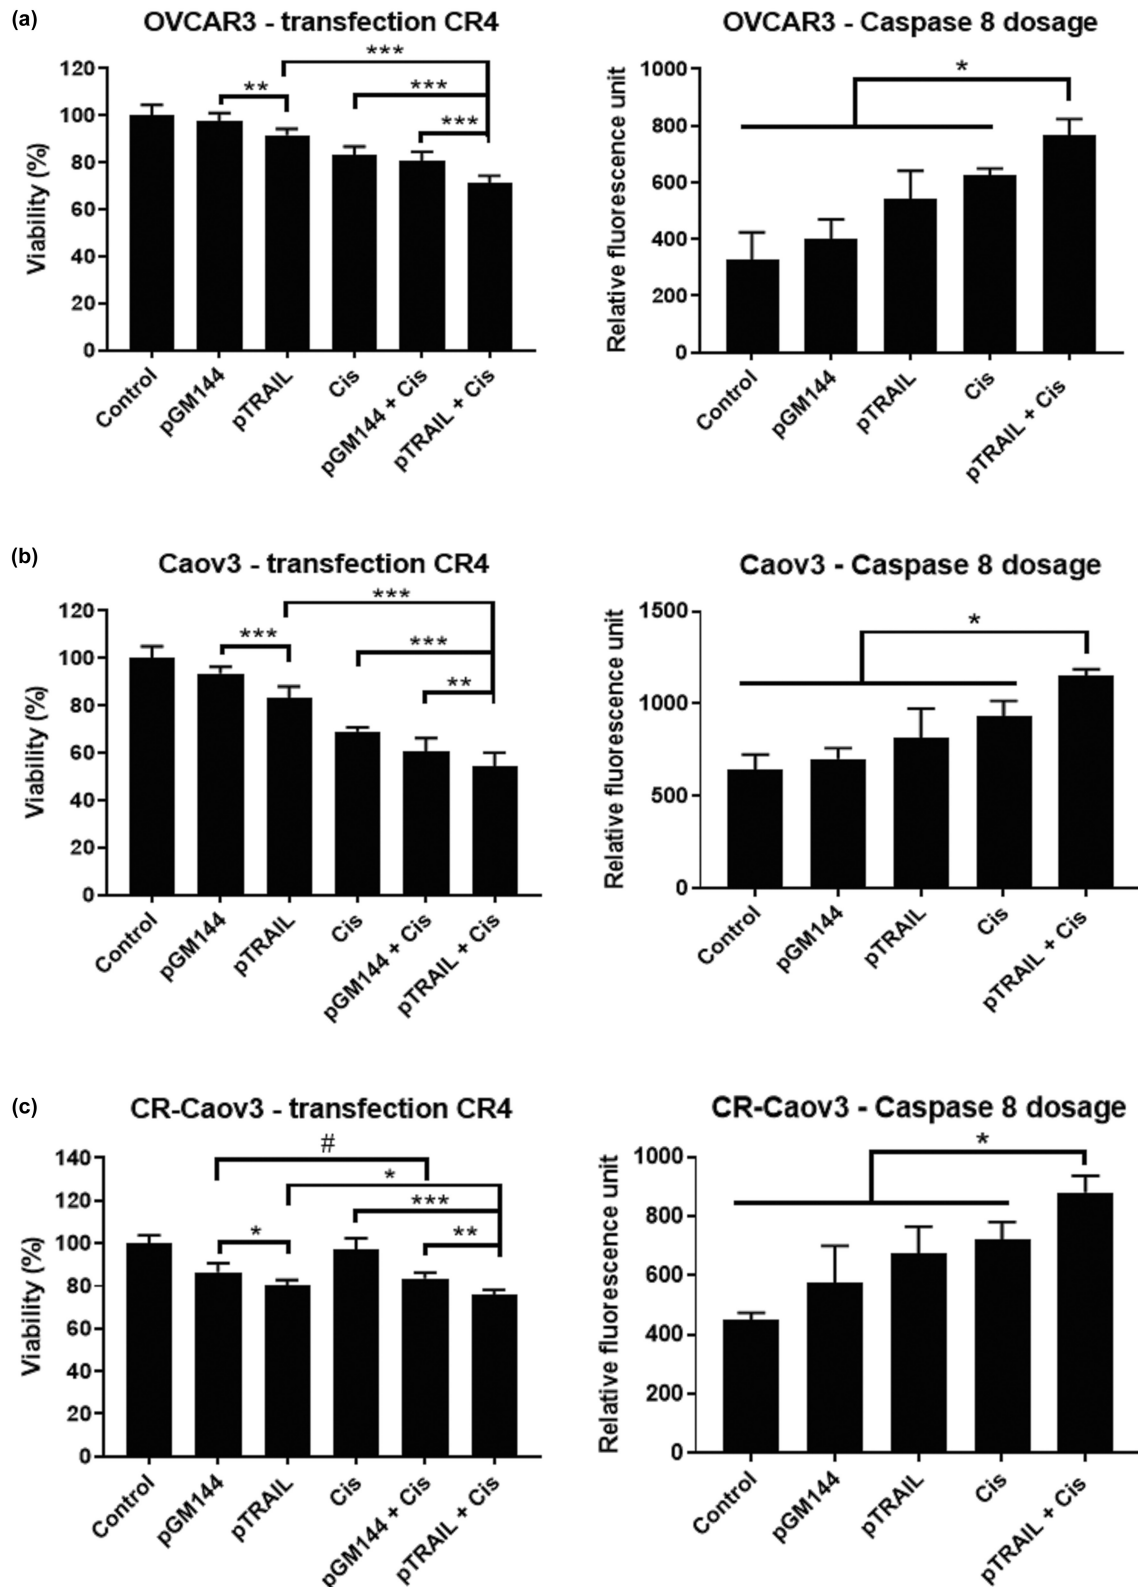 (a)
OVCAR3 - transfection CR4
Viability (%)
120
100
80
60
40
20
0
**
***
***
***
Control
pGM144
pTRAIL
Cis
pGM144 + Cis
pTRAIL + Cis
OVCAR3 - Caspase 8 dosage
Relative fluorescence unit
1000
800
600
400
200
0
*
Control
pGM144
pTRAIL
Cis
pTRAIL + Cis
(b)
Caov3 - transfection CR4
Viability (%)
120
100
80
60
40
20
0
***
***
***
**
Control
pGM144
pTRAIL
Cis
pGM144 + Cis
pTRAIL + Cis
Caov3 - Caspase 8 dosage
Relative fluorescence unit
1500
1000
500
0
*
Control
pGM144
pTRAIL
Cis
pTRAIL + Cis
(c)
CR-Caov3 - transfection CR4
Viability (%)
140
120
100
80
60
40
20
0
#
*
***
*
**
Control
pGM144
pTRAIL
Cis
pGM144 + Cis
pTRAIL + Cis
CR-Caov3 - Caspase 8 dosage
Relative fluorescence unit
1000
800
600
400
200
0
*
Control
pGM144
pTRAIL
Cis
pTRAIL + Cis